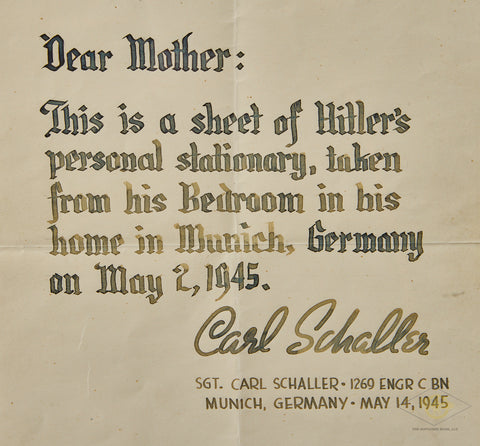 Dear Mother:
This is a sheet of Hitler's
personal stationary, taken
from his Bedroom in his
home in Munich, Germany
on May 2, 1945.
Carl Schaller
SGT. CARL SCHALLER • 1269 ENGR C BN
MUNICH, GERMANY • MAY 14, 1945